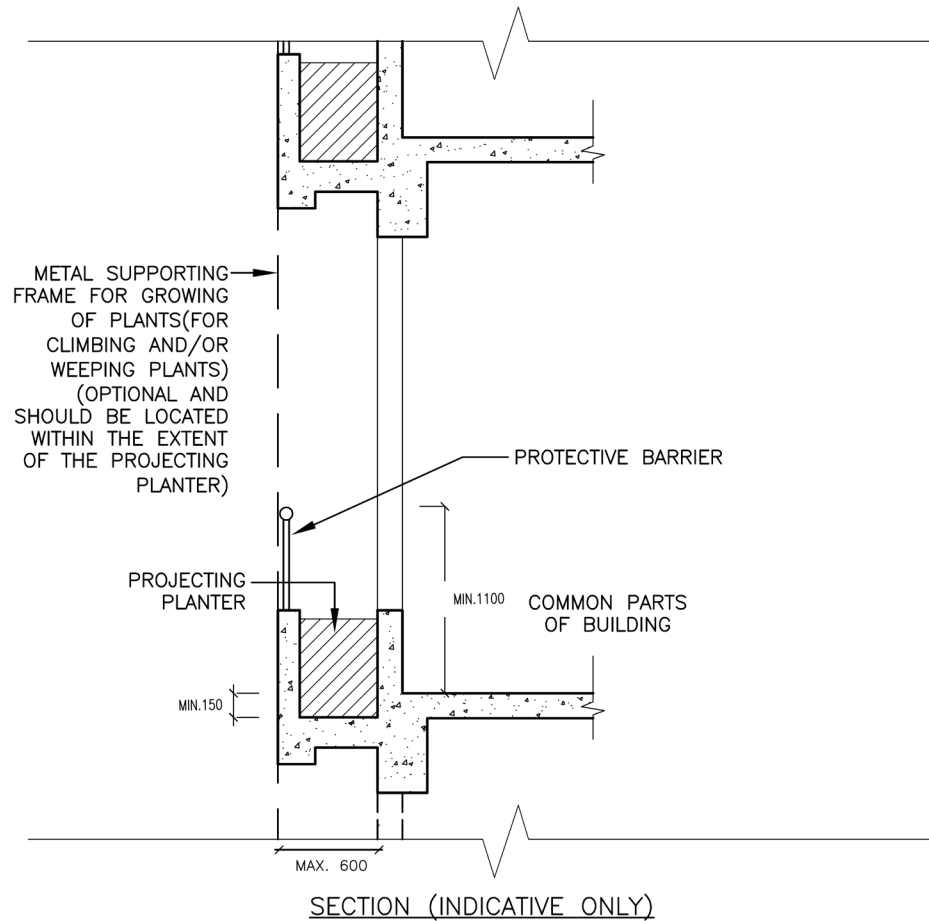 METAL SUPPORTING
FRAME FOR GROWING
OF PLANTS(FOR
CLIMBING AND/OR
WEEPING PLANTS)
(OPTIONAL AND
SHOULD BE LOCATED
WITHIN THE EXTENT
OF THE PROJECTING
PLANTER)
PROTECTIVE BARRIER
PROJECTING
PLANTER
MIN.1100
COMMON PARTS
OF BUILDING
MIN.150
MAX. 600
SECTION (INDICATIVE ONLY)